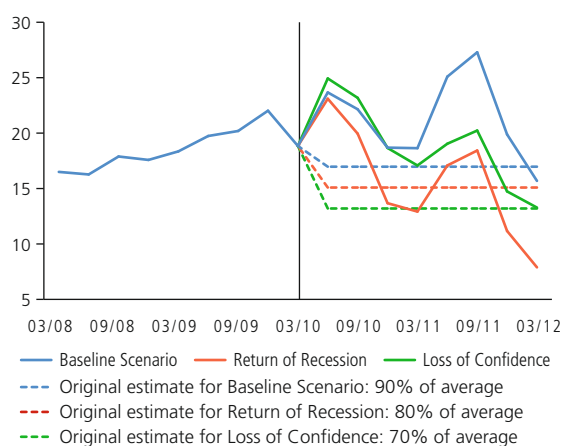 30
25
20
15
10
5
03/08 09/08 03/09 09/09 03/10 09/10 03/11 09/11 03/12
Baseline Scenario Return of Recession Loss of Confidence
Original estimate for Baseline Scenario: 90% of average
Original estimate for Return of Recession: 80% of average
Original estimate for Loss of Confidence: 70% of average